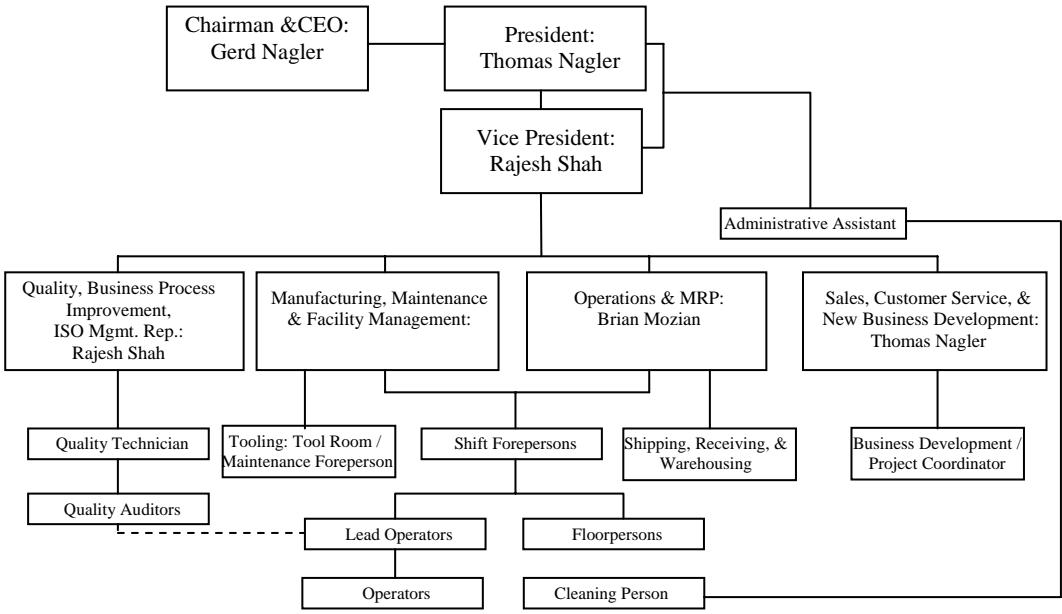 Chairman &CEO:
Gerd Nagler
President:
Thomas Nagler
Vice President:
Rajesh Shah
Administrative Assistant
Quality, Business Process
Improvement,
ISO Mgmt. Rep.:
Rajesh Shah
Manufacturing, Maintenance
& Facility Management:
Operations & MRP:
Brian Mozian
Sales, Customer Service, &
New Business Development:
Thomas Nagler
Quality Technician
Tooling: Tool Room /
Maintenance Foreperson
Shift Forepersons
Shipping, Receiving, &
Warehousing
Business Development /
Project Coordinator
Quality Auditors
Lead Operators
Floorpersons
Operators
Cleaning Person